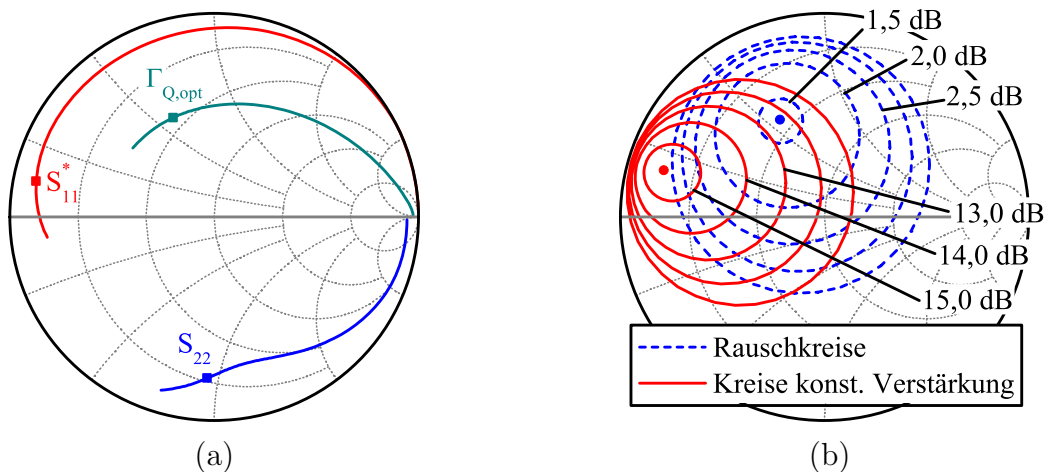 Γ_Q,opt
S*_11
S_22
(a)
1,5 dB
2,0 dB
2,5 dB
13,0 dB
14,0 dB
15,0 dB
Rauschkreise
Kreise konst. Verstärkung
(b)